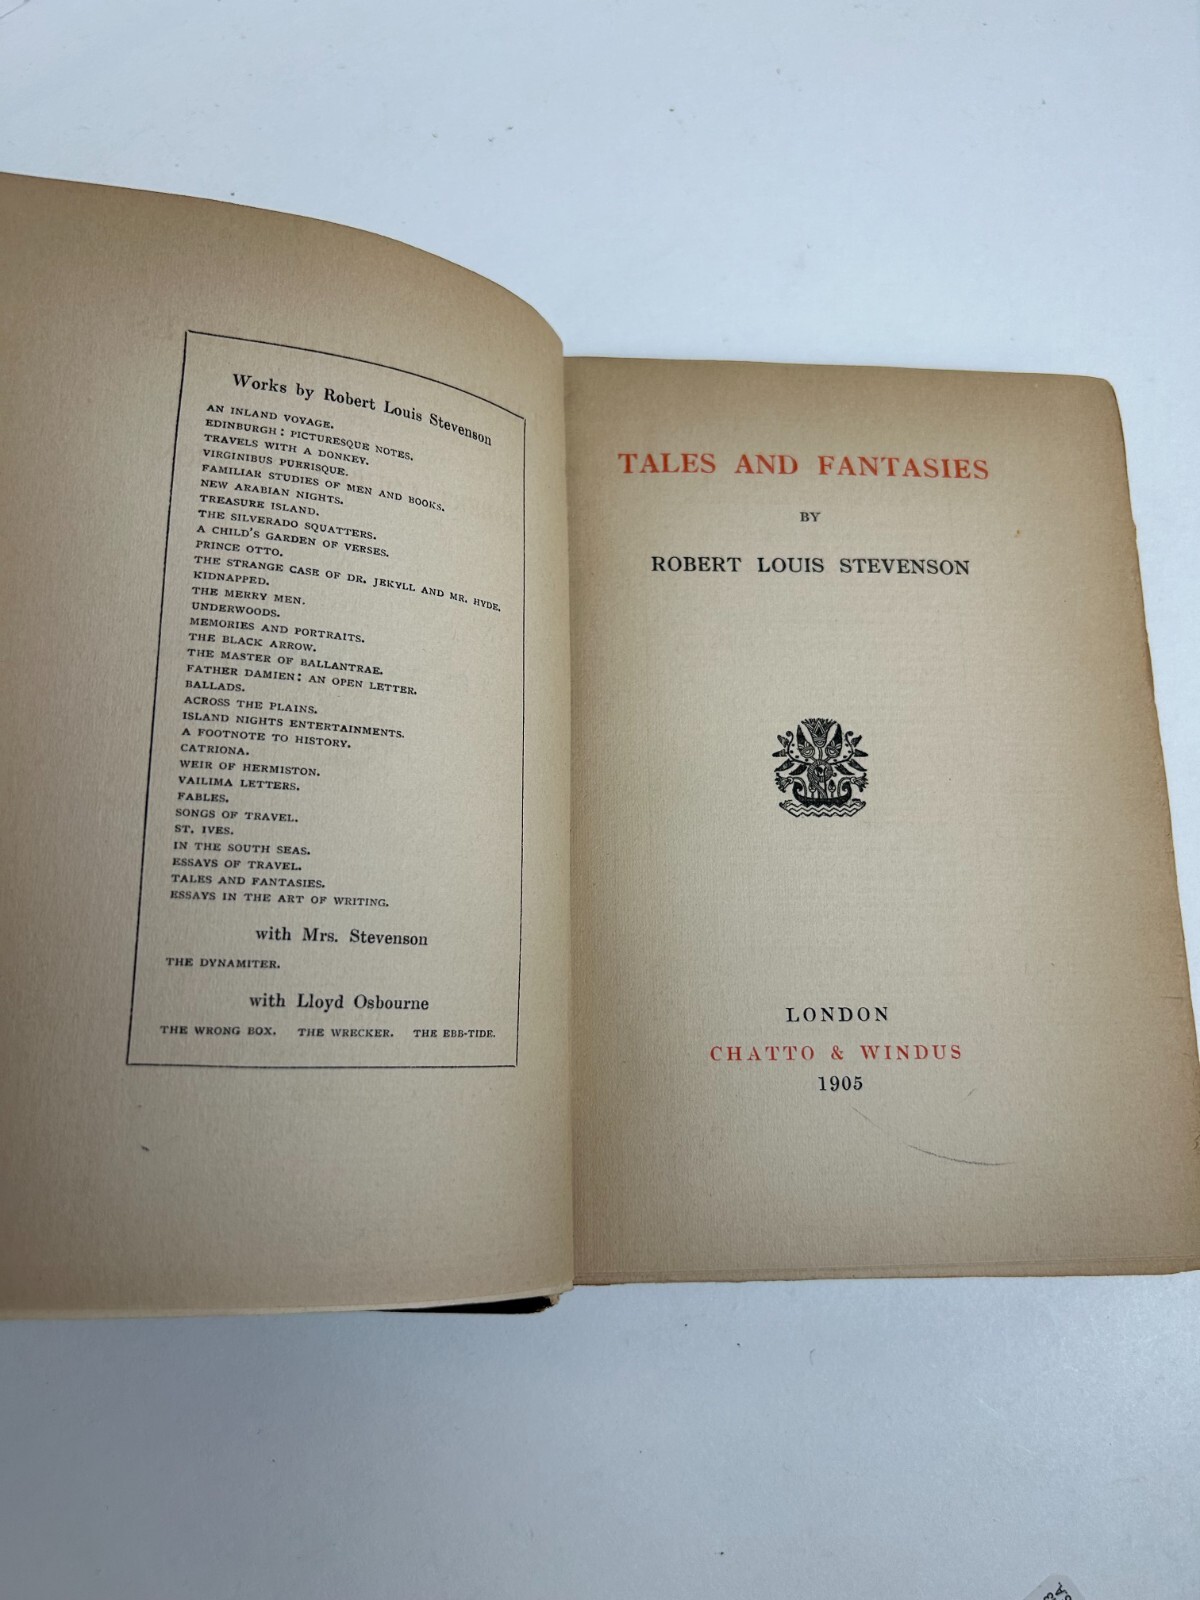 Works by Robert Louis Stevenson
AN INLAND VOYAGE.
EDINBURGH: PICTURESQUE NOTES.
TRAVELS WITH A DONKEY.
VIRGINIBUS PUERISQUE.
FAMILIAR STUDIES OF MEN AND BOOKS.
NEW ARABIAN NIGHTS.
TREASURE ISLAND.
THE SILVERADO SQUATTERS.
A CHILD'S GARDEN OF VERSES.
PRINCE OTTO.
THE STRANGE CASE OF DR. JEKYLL AND MR. HYDE.
KIDNAPPED.
THE MERRY MEN.
UNDERWOODS.
MEMORIES AND PORTRAITS.
THE BLACK ARROW.
THE MASTER OF BALLANTRAE.
FATHER DAMIEN: AN OPEN LETTER.
BALLADS.
ACROSS THE PLAINS.
ISLAND NIGHTS ENTERTAINMENTS.
A FOOTNOTE TO HISTORY.
CATRIONA.
WEIR OF HERMISTON.
VAILIMA LETTERS.
FABLES.
SONGS OF TRAVEL.
ST. IVES.
IN THE SOUTH SEAS.
ESSAYS OF TRAVEL.
TALES AND FANTASIES.
ESSAYS IN THE ART OF WRITING.
with Mrs. Stevenson
THE DYNAMITER.
with Lloyd Osbourne
THE WRONG BOX. THE WRECKER. THE EBB-TIDE.
TALES AND FANTASIES
BY
ROBERT LOUIS STEVENSON
LONDON
CHATTO & WINDUS
1905